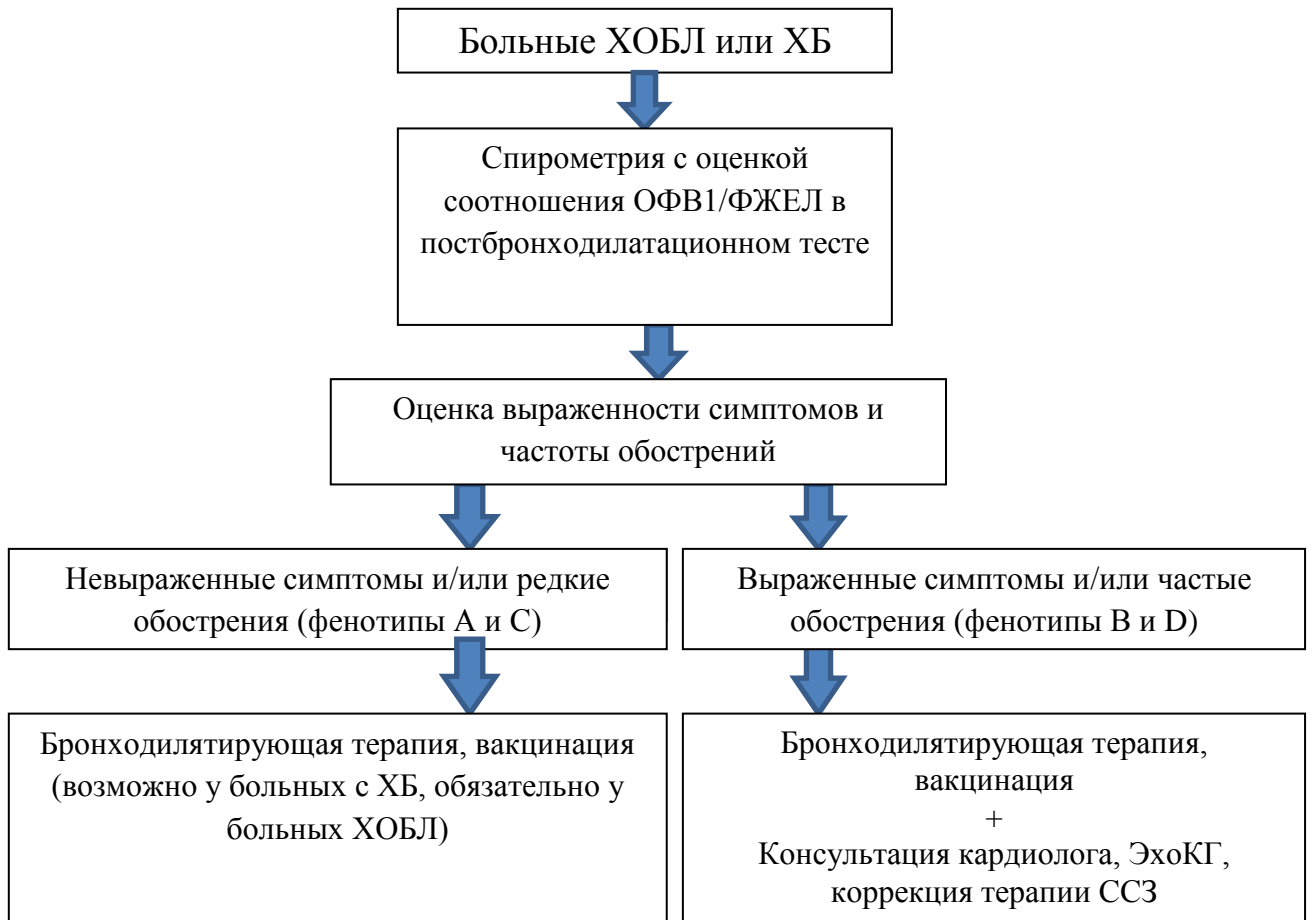 Больные ХОБЛ или ХБ
Спирометрия с оценкой
соотношения ОФВ1/ФЖЕЛ в
постбронходилатационном тесте
Оценка выраженности симптомов и
частоты обострений
Невыраженные симптомы и/или редкие
обострения (фенотипы А и С)
Выраженные симптомы и/или частые
обострения (фенотипы В и D)
Бронходилятирующая терапия, вакцинация
(возможно у больных с ХБ, обязательно у
больных ХОБЛ)
Бронходилятирующая терапия,
вакцинация
+
Консультация кардиолога, ЭхоКГ,
коррекция терапии ССЗ